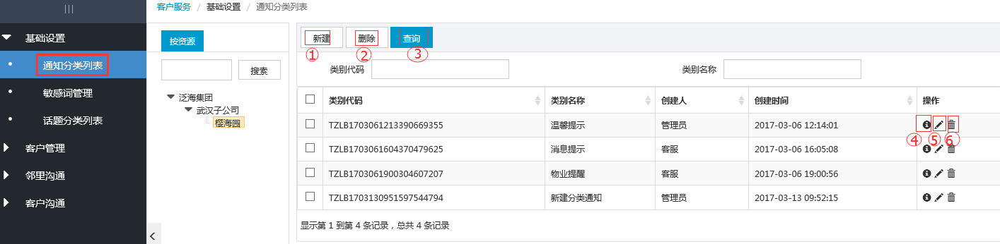 客户服务 / 基础设置 / 通知分类列表
基础设置
通知分类列表
敏感词管理
话题分类列表
客户管理
邻里沟通
客户沟通
按资源
搜索
泛海集团
武汉子公司
樱海园
新建 删除 查询
① ② ③
类别代码 类别名称
类别代码 类别名称 创建人 创建时间 操作
TZLB1703061213390669355 温馨提示 管理员 2017-03-06 12:14:01
④ ⑤ ⑥
TZLB1703061604370479625 消息提示 客服 2017-03-06 16:05:08
TZLB1703061900304607207 物业提醒 客服 2017-03-06 19:00:56
TZLB1703130951597544794 新建分类通知 管理员 2017-03-13 09:52:15
显示第 1 到第 4 条记录，总共 4 条记录